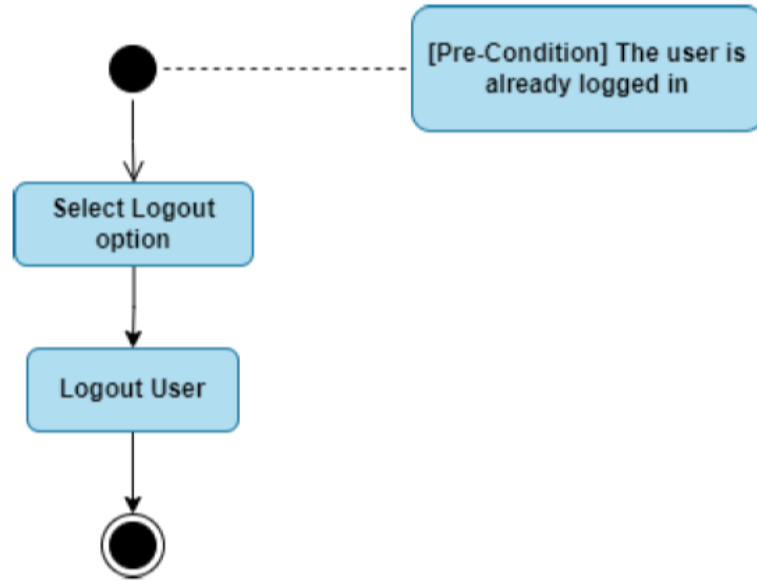 [Pre-Condition] The user is
already logged in
Select Logout
option
Logout User